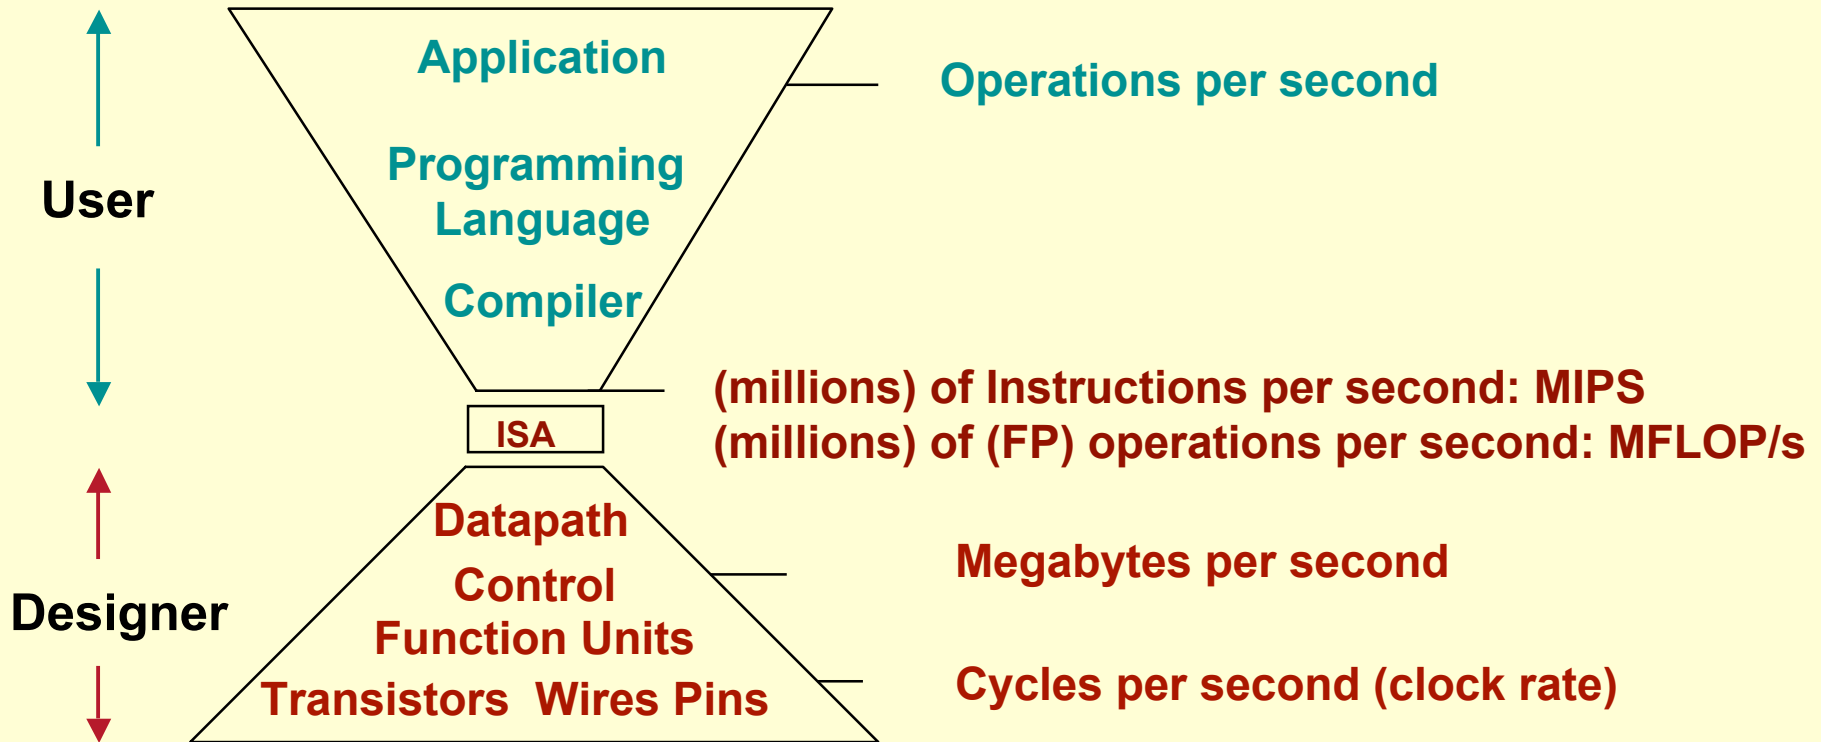 Application
Operations per second
Programming
Language
User
Compiler
(millions) of Instructions per second: MIPS
(millions) of (FP) operations per second: MFLOP/s
ISA
Datapath
Megabytes per second
Control
Designer
Function Units
Transistors Wires Pins
Cycles per second (clock rate)